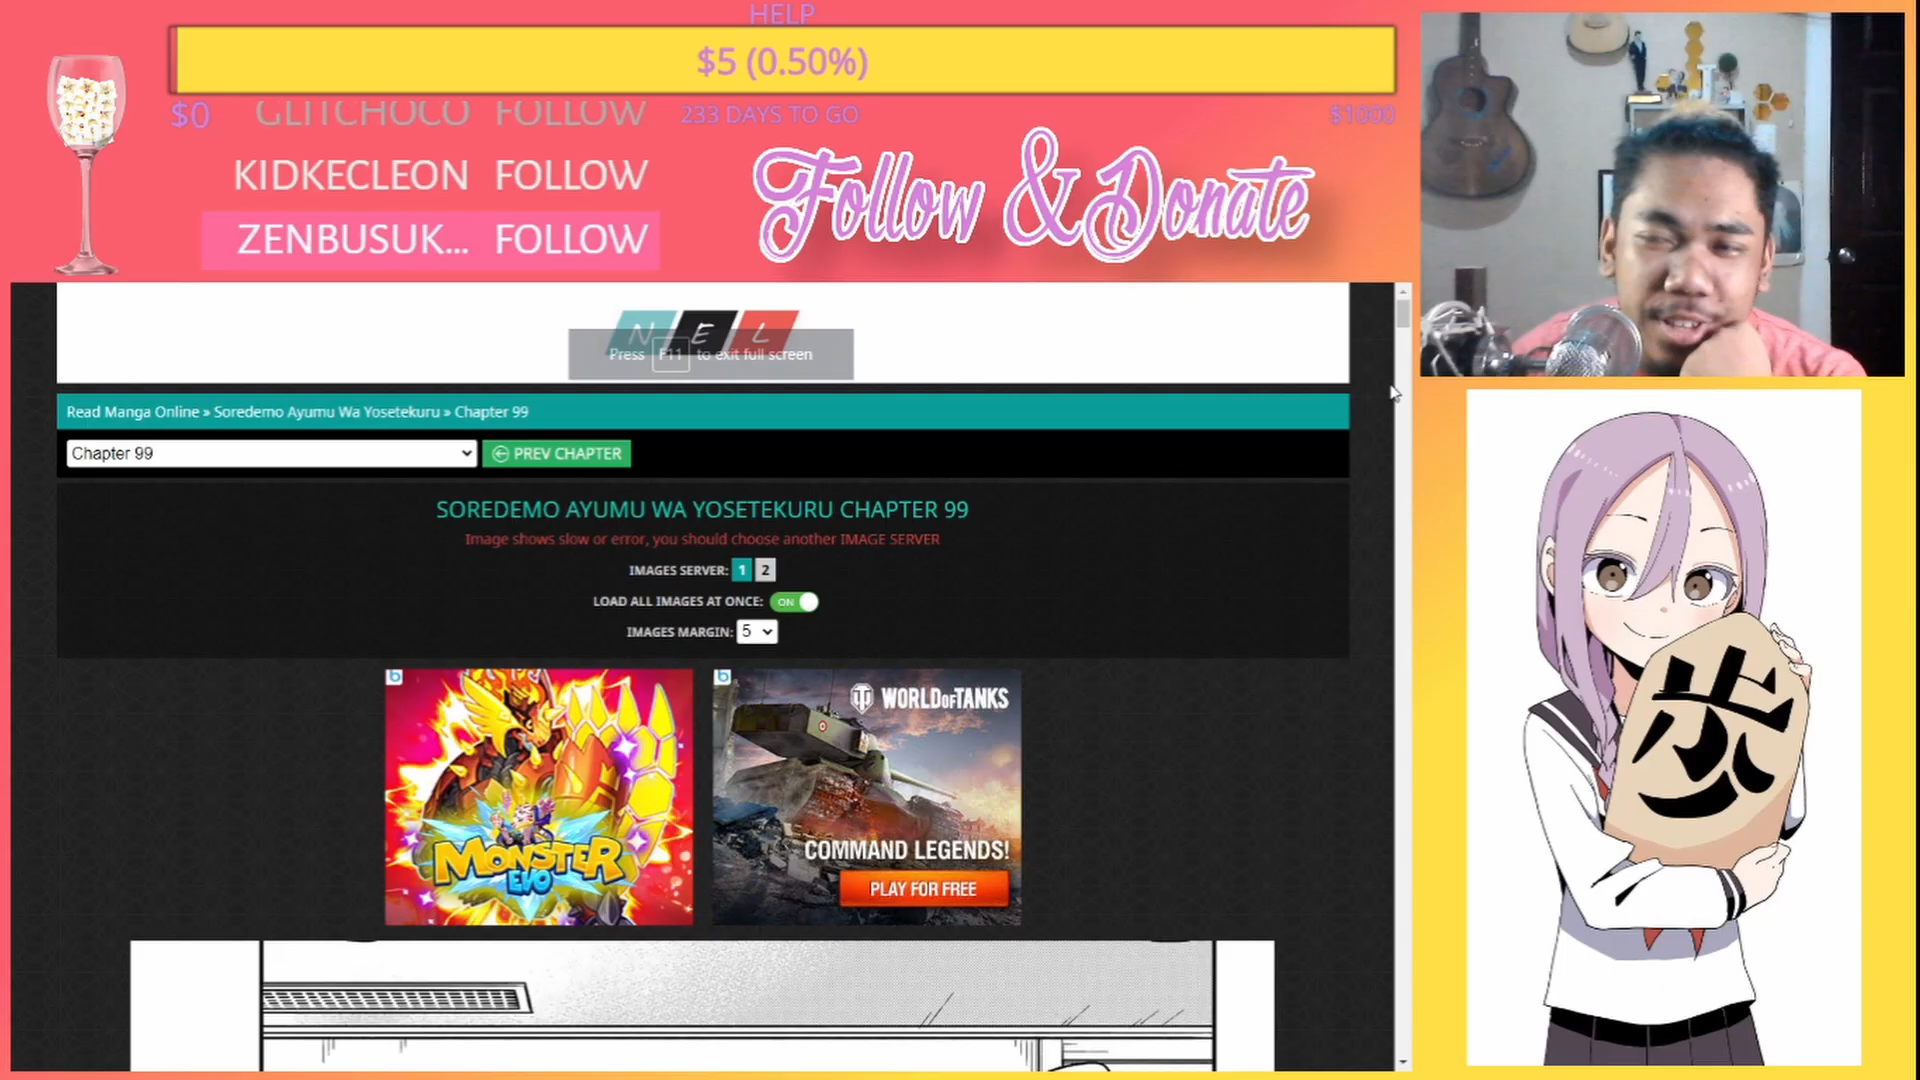 HELP
$5 (0.50%)
$0
233 DAYS TO GO
$1000
GLITCHOCO FOLLOW
KIDKECLEON FOLLOW
ZENBUSUK... FOLLOW
Follow & Donate
N E L
Press F11 to exit full screen
Read Manga Online » Soredemo Ayumu Wa Yosetekuru » Chapter 99
Chapter 99
PREV CHAPTER
SOREDEMO AYUMU WA YOSETEKURU CHAPTER 99
Image shows slow or error, you should choose another IMAGE SERVER
IMAGES SERVER: 1 2
LOAD ALL IMAGES AT ONCE: ON
IMAGES MARGIN: 5
MONSTER
EVO
WORLD OF TANKS
COMMAND LEGENDS!
PLAY FOR FREE
歩